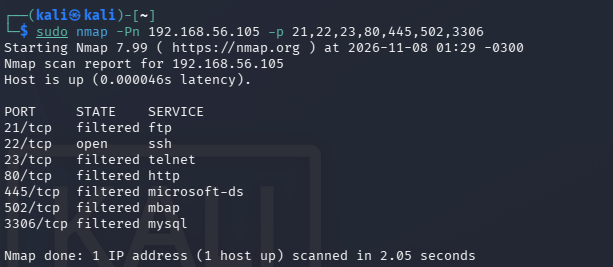 ┌──(kali㉿kali)-[~]
└─$ sudo nmap -Pn 192.168.56.105 -p 21,22,23,80,445,502,3306
Starting Nmap 7.99 ( https://nmap.org ) at 2026-11-08 01:29 -0300
Nmap scan report for 192.168.56.105
Host is up (0.000046s latency).

PORT     STATE    SERVICE
21/tcp   filtered ftp
22/tcp   open     ssh
23/tcp   filtered telnet
80/tcp   filtered http
445/tcp  filtered microsoft-ds
502/tcp  filtered mbap
3306/tcp filtered mysql

Nmap done: 1 IP address (1 host up) scanned in 2.05 seconds
KALI